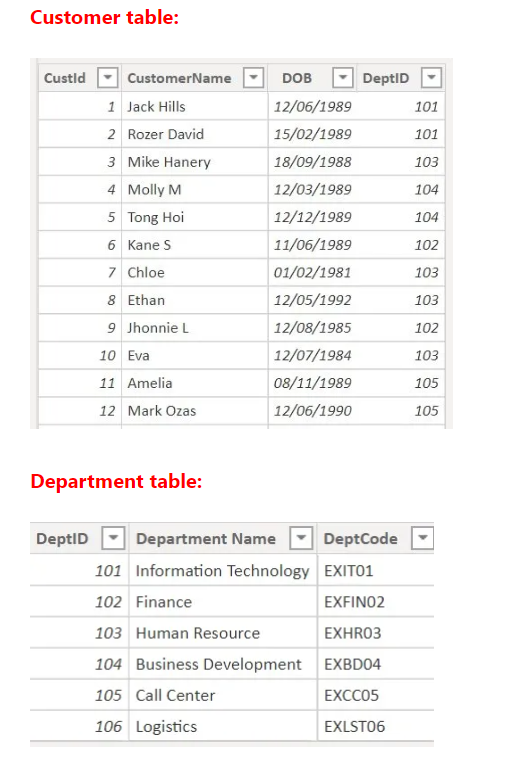 Customer table:
CustId CustomerName DOB DeptID
1 Jack Hills 12/06/1989 101
2 Rozer David 15/02/1989 101
3 Mike Hanery 18/09/1988 103
4 Molly M 12/03/1989 104
5 Tong Hoi 12/12/1989 104
6 Kane S 11/06/1989 102
7 Chloe 01/02/1981 103
8 Ethan 12/05/1992 103
9 Jhonnie L 12/08/1985 102
10 Eva 12/07/1984 103
11 Amelia 08/11/1989 105
12 Mark Ozas 12/06/1990 105
Department table:
DeptID Department Name DeptCode
101 Information Technology EXIT01
102 Finance EXFIN02
103 Human Resource EXHR03
104 Business Development EXBD04
105 Call Center EXCC05
106 Logistics EXLST06